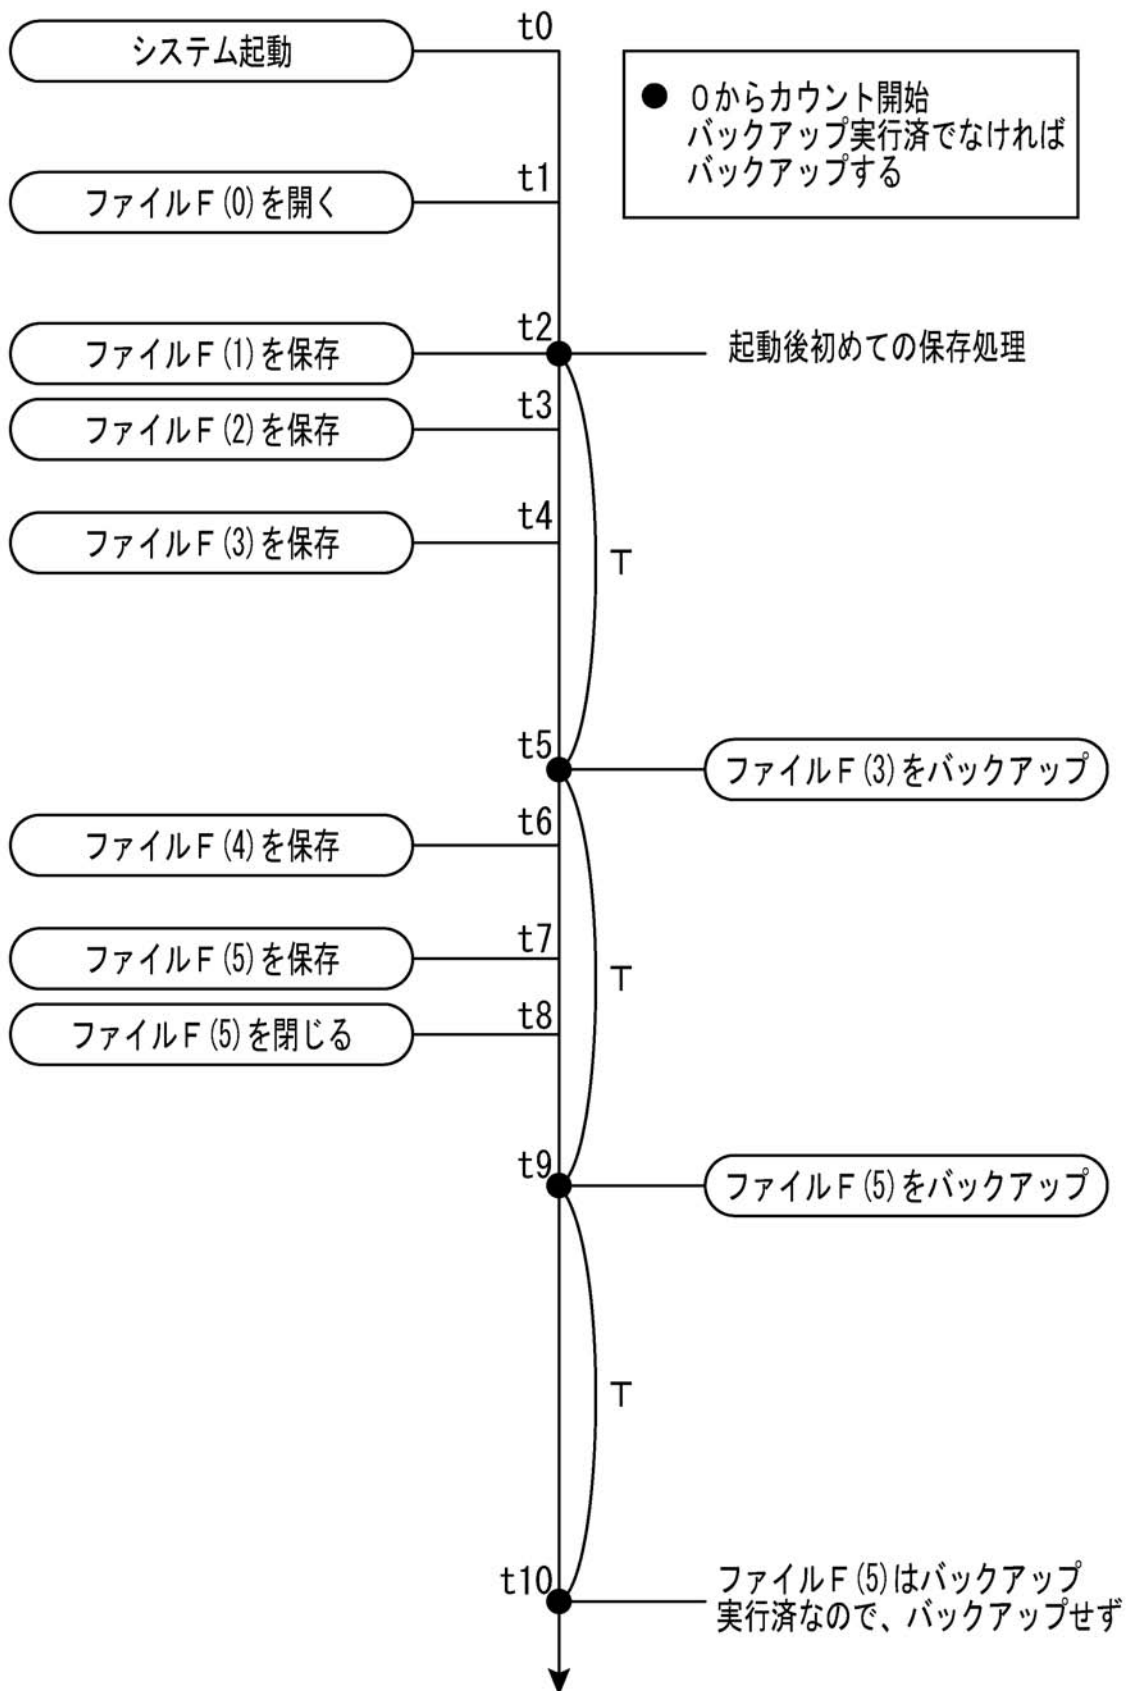 t0
システム起動
● 0からカウント開始
バックアップ実行済でなければ
バックアップする
t1
ファイルF(0)を開く
t2
ファイルF(1)を保存
起動後初めての保存処理
t3
ファイルF(2)を保存
t4
ファイルF(3)を保存
T
t5
ファイルF(3)をバックアップ
t6
ファイルF(4)を保存
t7
ファイルF(5)を保存
T
t8
ファイルF(5)を閉じる
t9
ファイルF(5)をバックアップ
T
t10
ファイルF(5)はバックアップ
実行済なので、バックアップせず